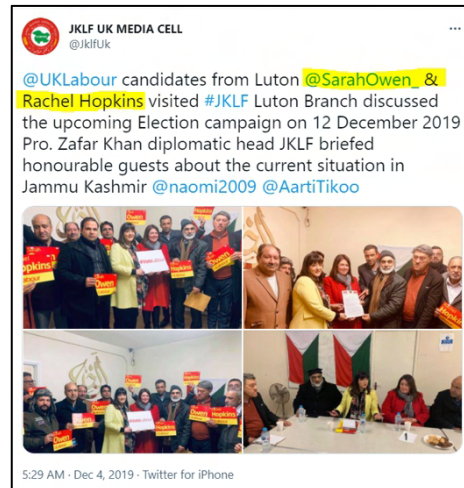 JKLF UK MEDIA CELL
@JklfUk
@UKLabour candidates from Luton @SarahOwen_ &
Rachel Hopkins visited #JKLF Luton Branch discussed
the upcoming Election campaign on 12 December 2019
Pro. Zafar Khan diplomatic head JKLF briefed
honourable guests about the current situation in
Jammu Kashmir @naomi2009 @AartiTikoo
Hopkins
Labour
Owen
Owen
Hopkins
Owen
5:29 AM · Dec 4, 2019 · Twitter for iPhone